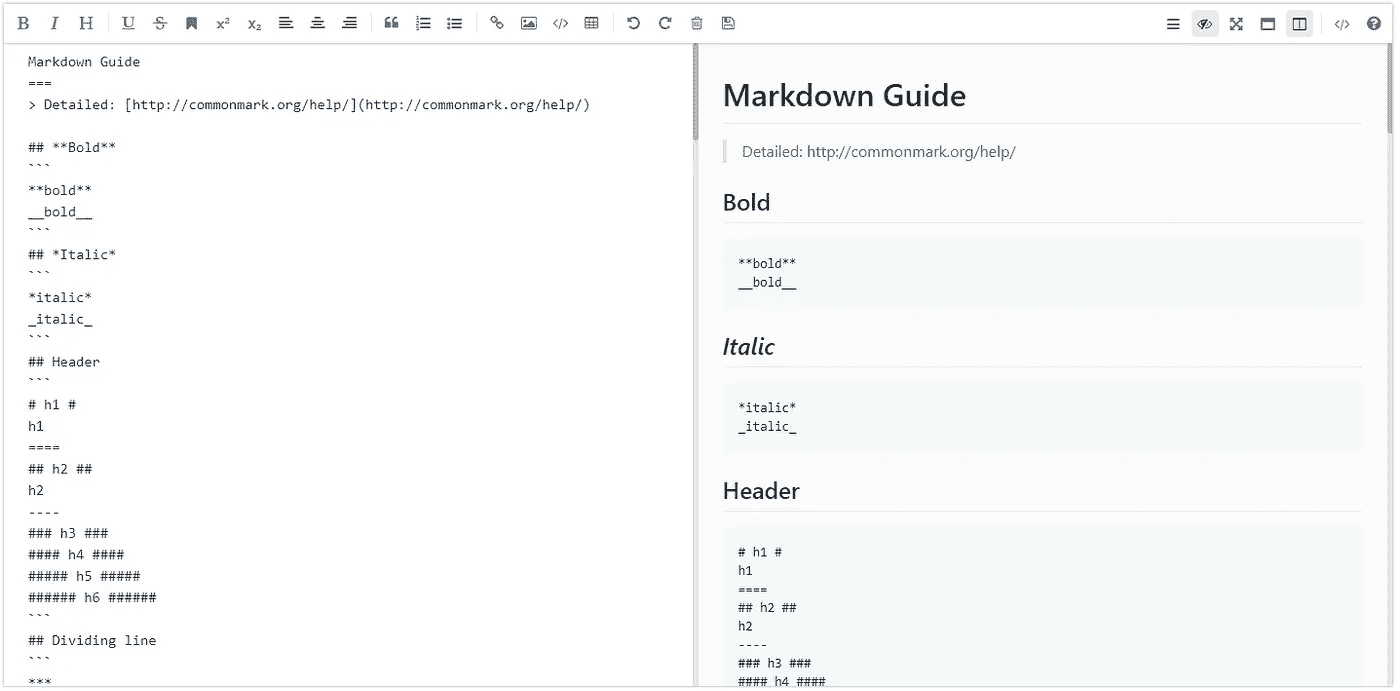 B I H U S x² x₂
Markdown Guide
===
> Detailed: [http://commonmark.org/help/](http://commonmark.org/help/)
## **Bold**
```
**bold**
__bold__
```
## *Italic*
```
*italic*
_italic_
```
## Header
```
# h1 #
h1
====
## h2 ##
h2
----
### h3 ###
#### h4 ####
##### h5 #####
###### h6 ######
```
## Dividing line
```
***
Markdown Guide
Detailed: http://commonmark.org/help/
Bold
**bold**
__bold__
Italic
*italic*
_italic_
Header
# h1 #
h1
====
## h2 ##
h2
----
### h3 ###
#### h4 ####